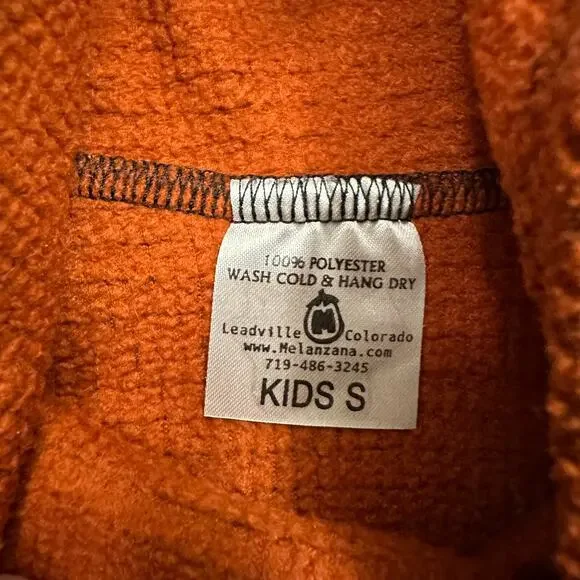 100% POLYESTER
WASH COLD & HANG DRY
M
Leadville Colorado
www.Melanzana.com
719-486-3245
KIDS S